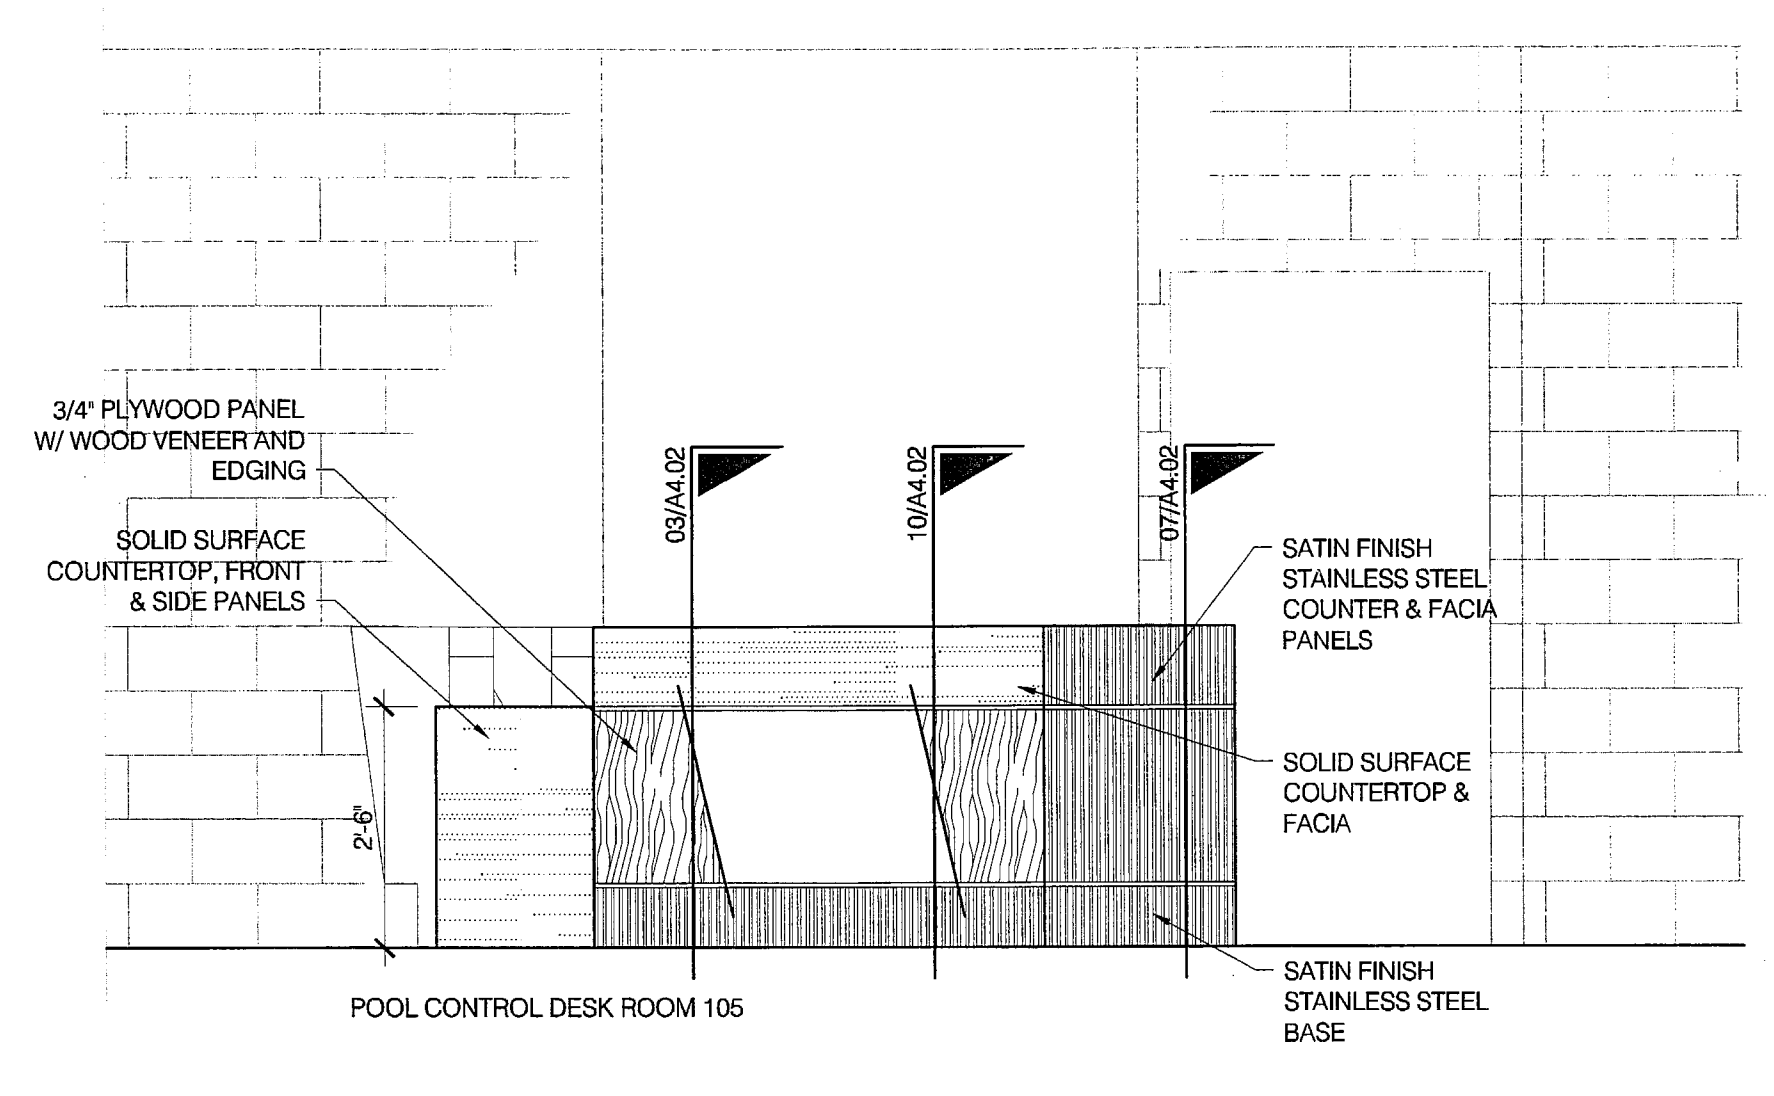 3/4" PLYWOOD PANEL
W/ WOOD VENEER AND
EDGING
SOLID SURFACE
COUNTERTOP, FRONT
& SIDE PANELS
03/A4.02
10/A4.02
07/A4.02
SATIN FINISH
STAINLESS STEEL
COUNTER & FACIA
PANELS
SOLID SURFACE
COUNTERTOP &
FACIA
2'-6"
SATIN FINISH
STAINLESS STEEL
BASE
POOL CONTROL DESK ROOM 105